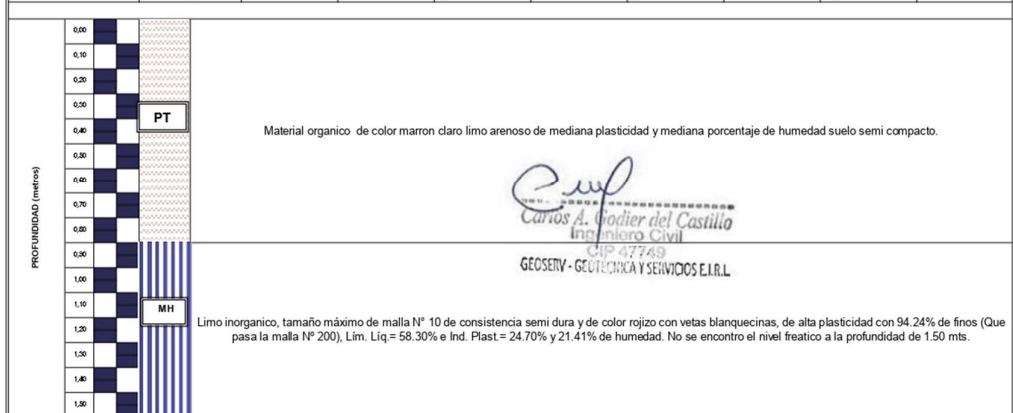 PROFUNDIDAD (metros)
0,00
0,10
0,20
0,30
0,40
0,50
0,60
0,70
0,80
0,90
1,00
1,10
1,20
1,30
1,40
1,50
PT
Material organico de color marron claro limo arenoso de mediana plasticidad y mediana porcentaje de humedad suelo semi compacto.
Carlos A. Godier del Castillo
Ingeniero Civil
CIP 47749
GEOSERV - GEOTECNICA Y SERVICIOS E.I.R.L
MH
Limo inorganico, tamaño máximo de malla N° 10 de consistencia semi dura y de color rojizo con vetas blanquecinas, de alta plasticidad con 94.24% de finos (Que
pasa la malla Nº 200), Lím. Líq.= 58.30% e Ind. Plast.= 24.70% y 21.41% de humedad. No se encontro el nivel freatico a la profundidad de 1.50 mts.